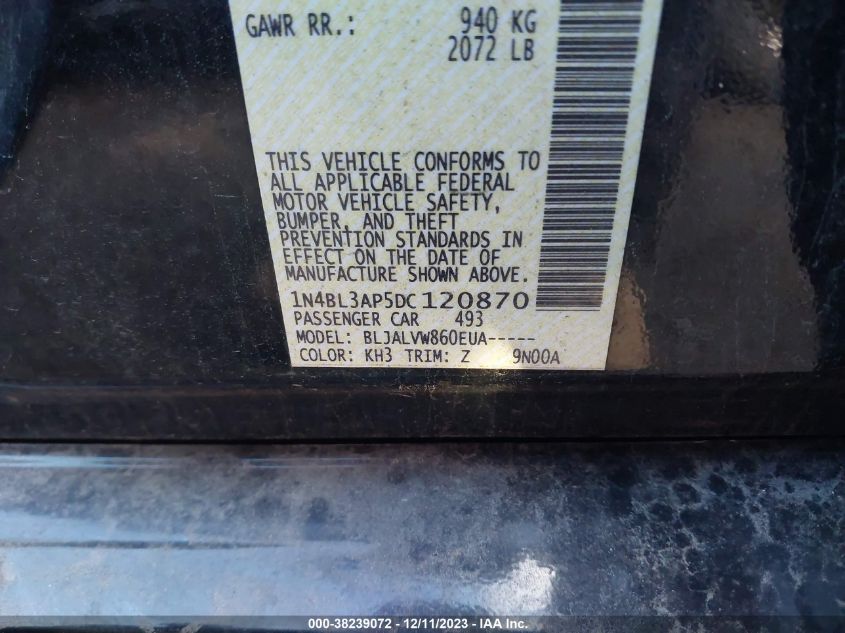 GAWR RR.: 940 KG
2072 LB
THIS VEHICLE CONFORMS TO
ALL APPLICABLE FEDERAL
MOTOR VEHICLE SAFETY,
BUMPER, AND THEFT
PREVENTION STANDARDS IN
EFFECT ON THE DATE OF
MANUFACTURE SHOWN ABOVE.
1N4BL3AP5DC120870
PASSENGER CAR 493
MODEL: BLJALVW860EUA-----
COLOR: KH3 TRIM: Z 9N00A
000-38239072 - 12/11/2023 - IAA Inc.